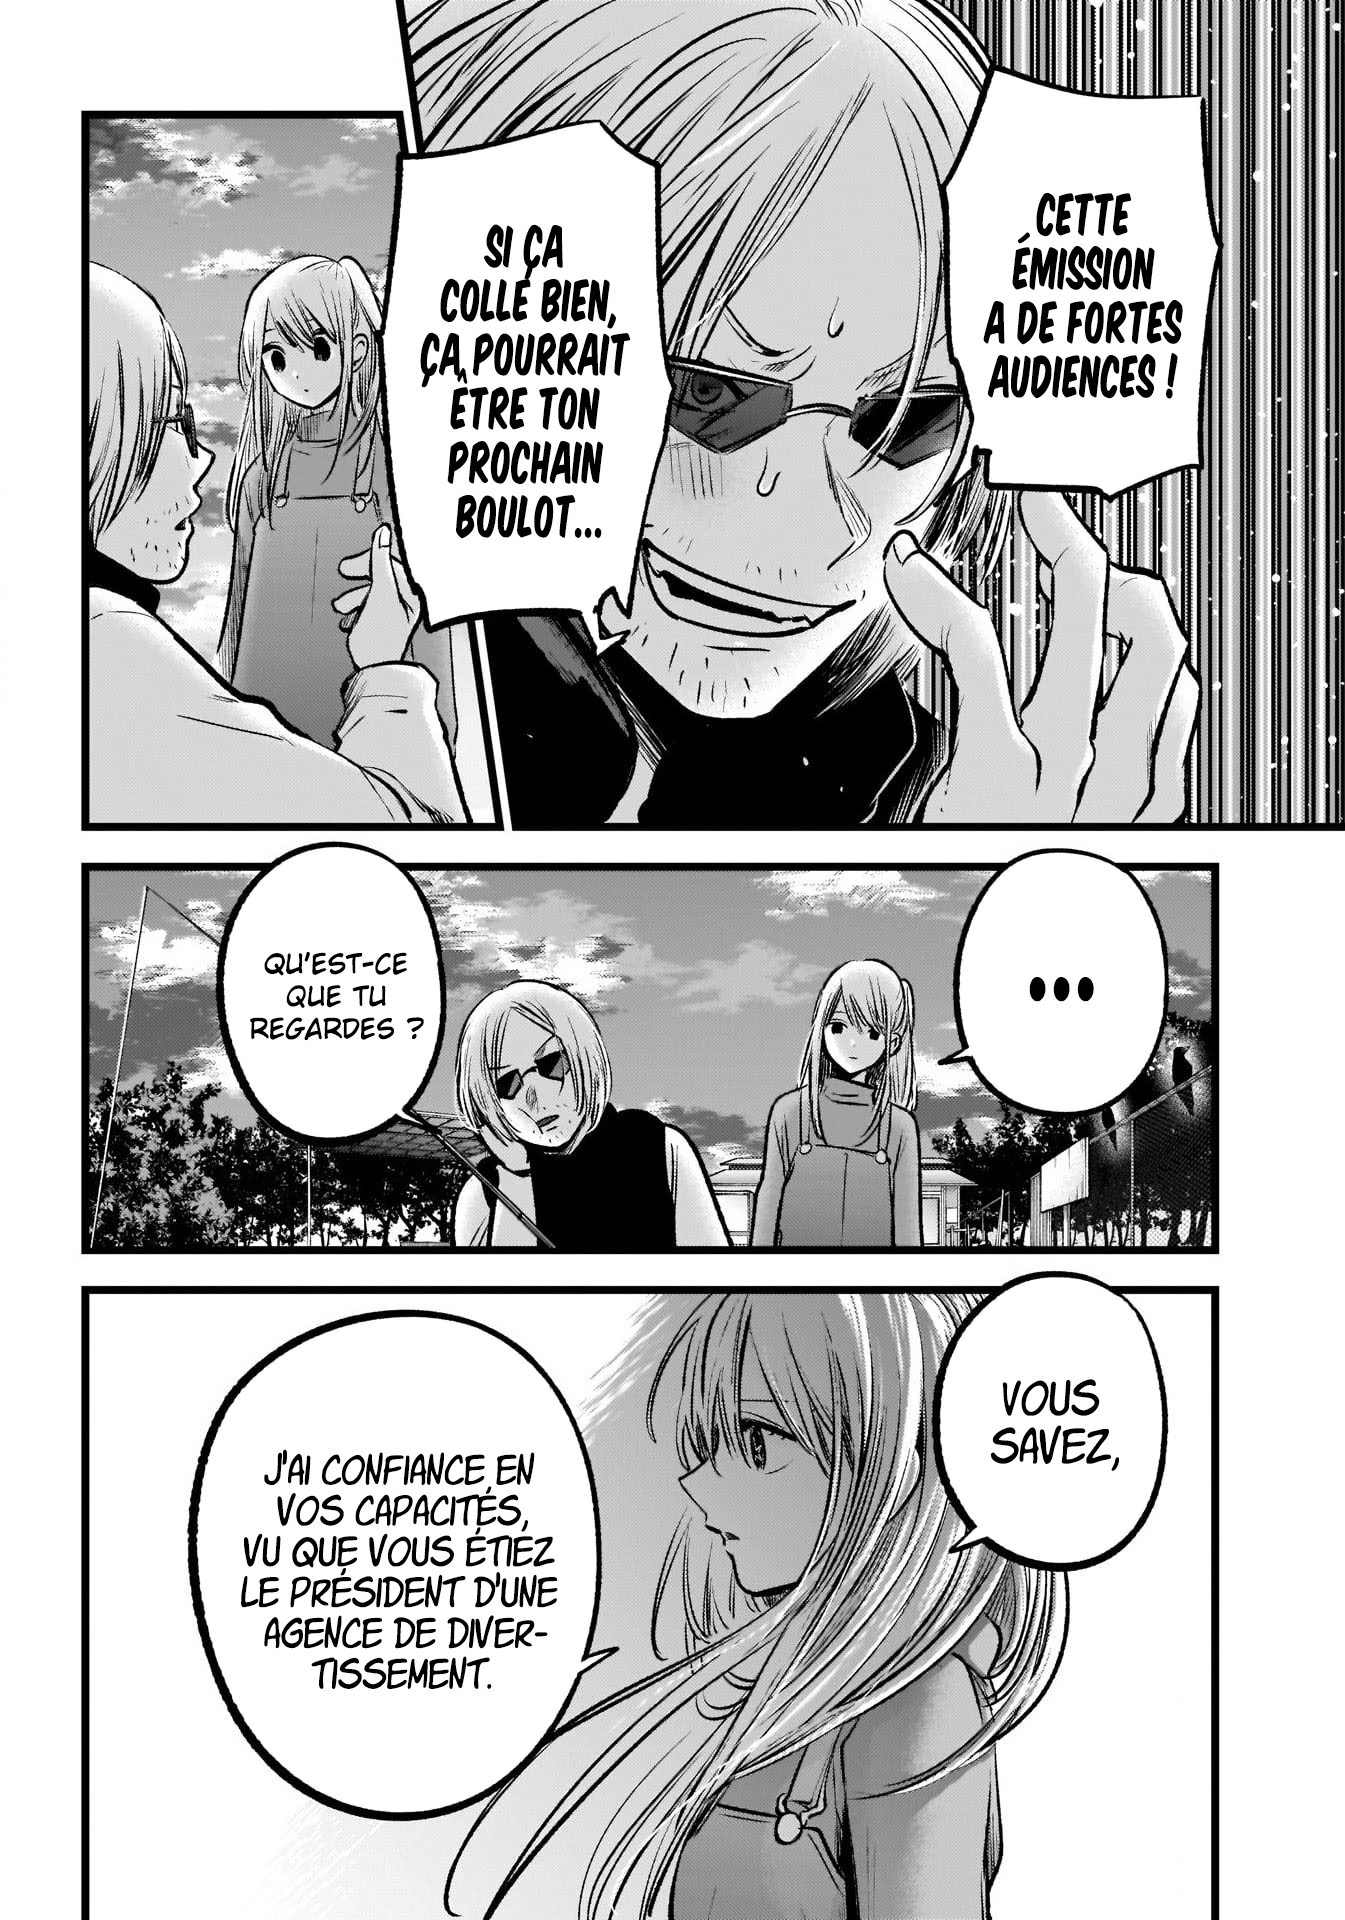 CETTE
ÉMISSION
A DE FORTES
AUDIENCES !
SI ÇA
COLLE BIEN,
ÇA POURRAIT
ÊTRE TON
PROCHAIN
BOULOT...
...
QU'EST-CE
QUE TU
REGARDES ?
VOUS
SAVEZ,
J'AI CONFIANCE EN
VOS CAPACITÉS,
VU QUE VOUS ÉTIEZ
LE PRÉSIDENT D'UNE
AGENCE DE DIVER-
TISSEMENT.